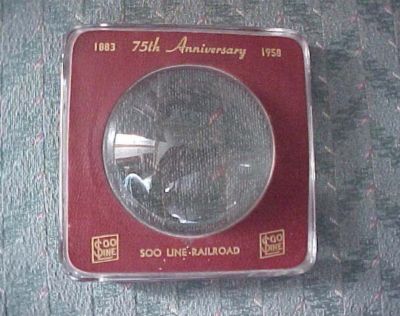 1883 75th Anniversary 1958
SOO LINE-RAILROAD
SOO LINE SOO LINE